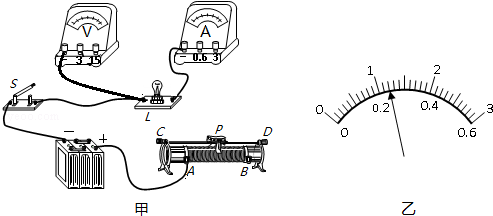 V
- 3 15
A
- 0.6 3
S
L
C P D
A B
- +
甲
0 1 2 3
0 0.2 0.4 0.6
乙